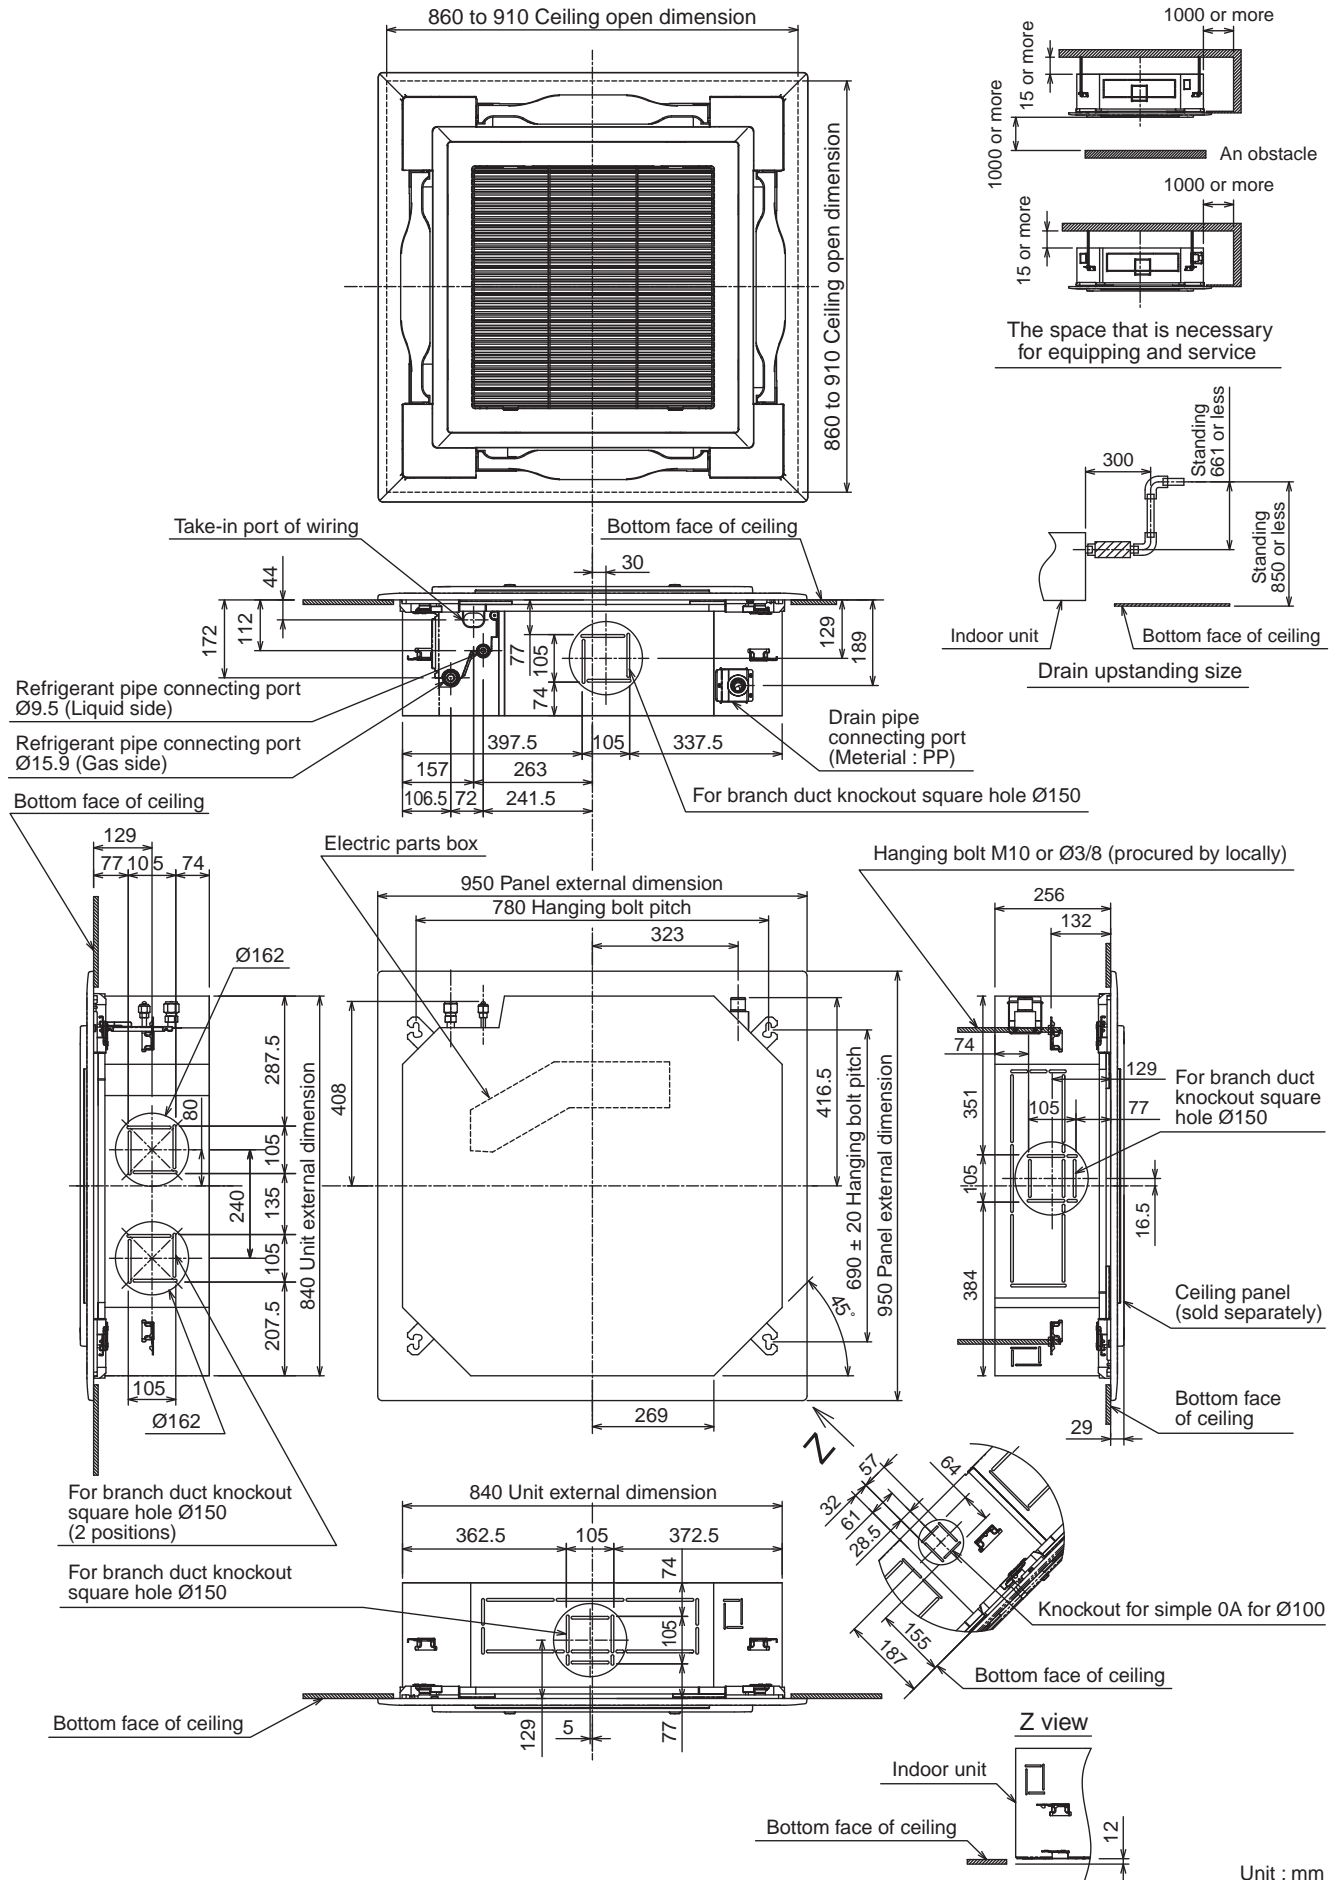 860 to 910 Ceiling open dimension
860 to 910 Ceiling open dimension
1000 or more
15 or more
1000 or more
An obstacle
1000 or more
15 or more
The space that is necessary
for equipping and service
300
Standing
661 or less
Standing
850 or less
Indoor unit
Bottom face of ceiling
Drain upstanding size
Take-in port of wiring
Bottom face of ceiling
30
44
112
172
77
105
74
129
189
Refrigerant pipe connecting port
Ø9.5 (Liquid side)
Refrigerant pipe connecting port
Ø15.9 (Gas side)
Drain pipe
connecting port
(Meterial : PP)
397.5
105
337.5
157
263
106.5
72
241.5
For branch duct knockout square hole Ø150
Bottom face of ceiling
129
77
105
74
Ø162
287.5
80
105
135
240
105
207.5
840 Unit external dimension
105
Ø162
For branch duct knockout
square hole Ø150
(2 positions)
Electric parts box
950 Panel external dimension
780 Hanging bolt pitch
323
408
416.5
690 ± 20 Hanging bolt pitch
950 Panel external dimension
45°
269
Z
Hanging bolt M10 or Ø3/8 (procured by locally)
256
132
74
129
351
105
77
For branch duct
knockout square
hole Ø150
105
16.5
384
Ceiling panel
(sold separately)
Bottom face
of ceiling
29
For branch duct knockout
square hole Ø150
840 Unit external dimension
362.5
105
372.5
74
105
77
129
5
Bottom face of ceiling
57
64
32
61
28.5
155
187
Knockout for simple 0A for Ø100
Bottom face of ceiling
Z view
Indoor unit
Bottom face of ceiling
12
Unit : mm